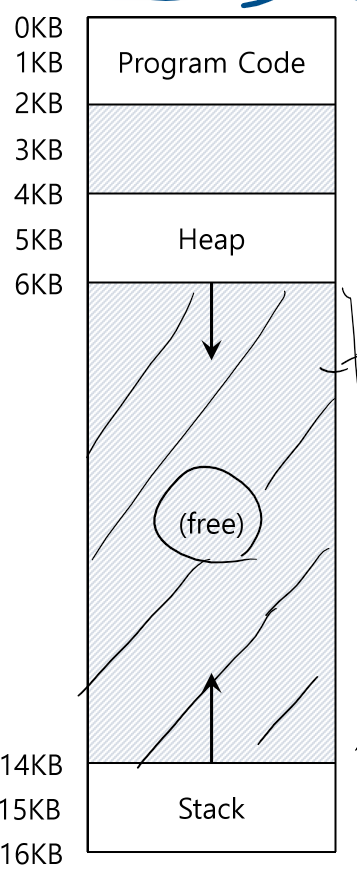 0KB
1KB
Program Code
2KB
3KB
4KB
5KB
Heap
6KB
(free)
14KB
15KB
Stack
16KB